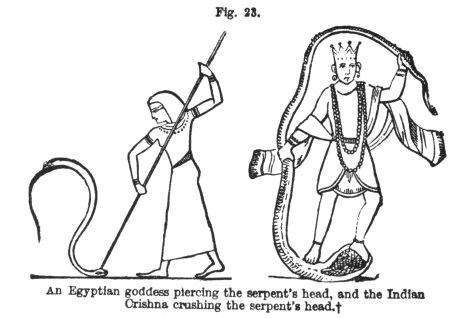 Fig. 23.
An Egyptian goddess piercing the serpent's head, and the Indian
Crishna crushing the serpent's head.†